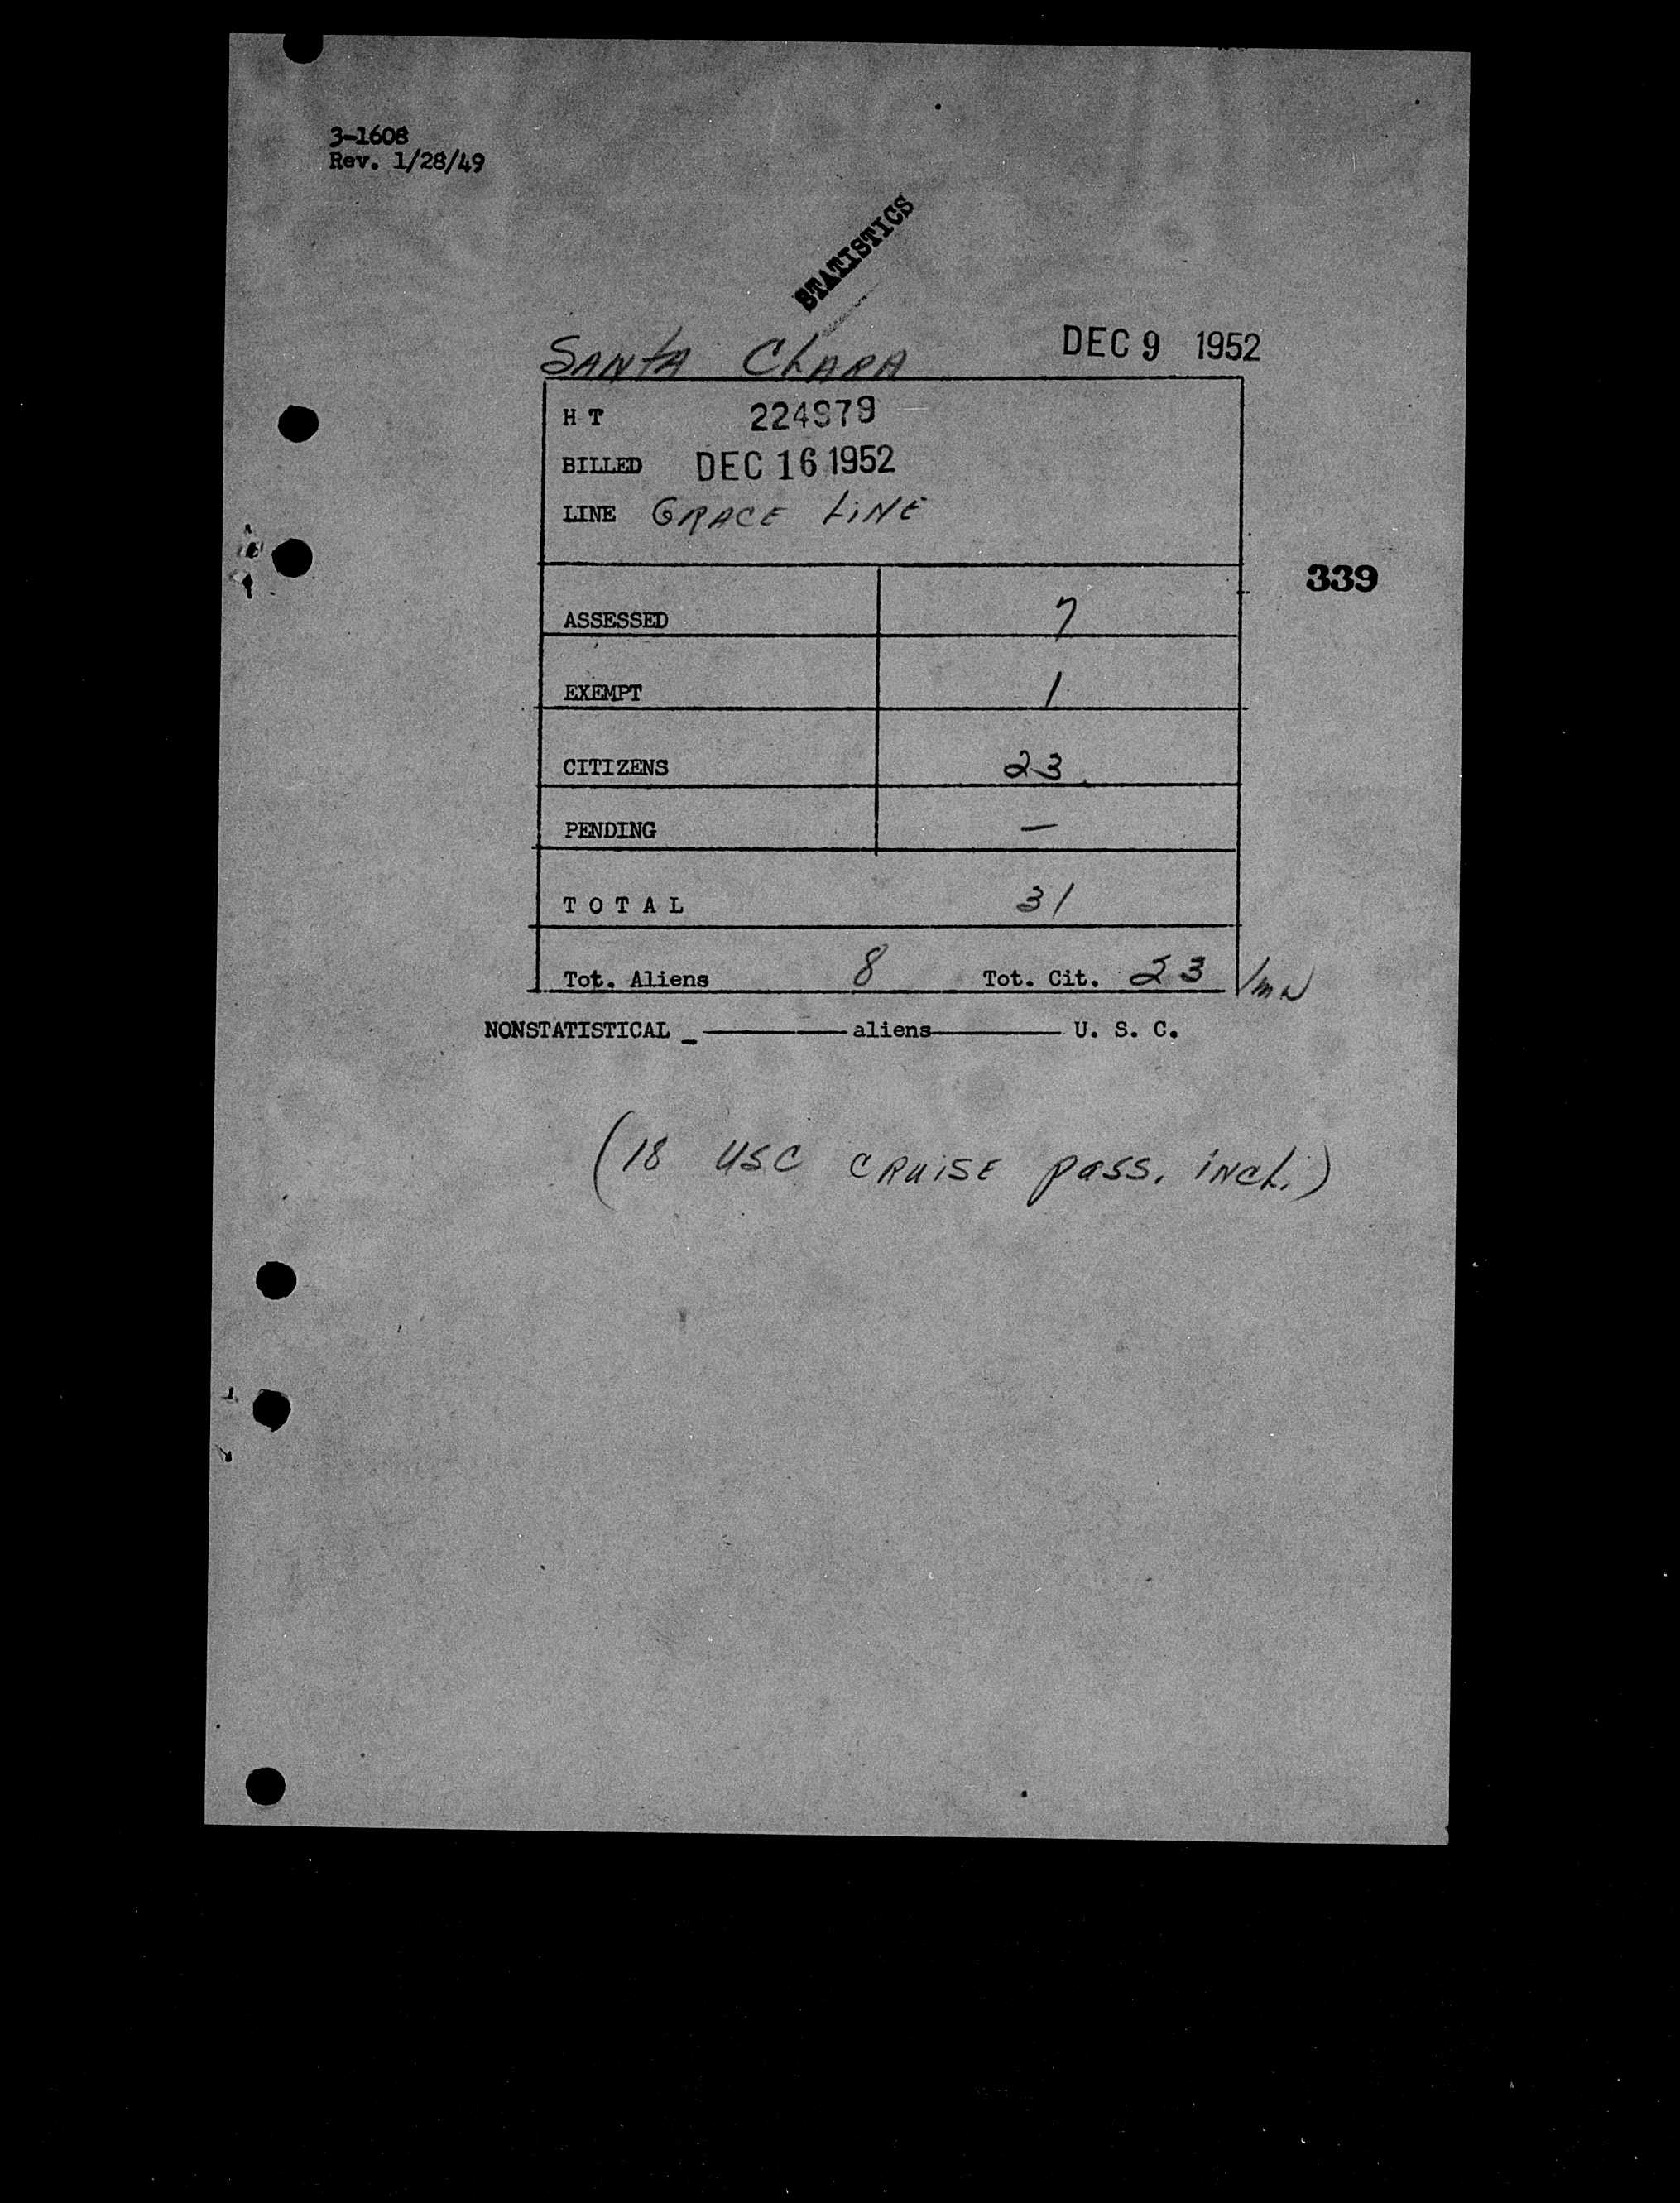 3-1608
Rev. 1/28/49
STATISTICS
SANTA CLARA DEC 9 1952
H T 224979
BILLED DEC 16 1952
LINE GRACE LINE
339
ASSESSED 7
EXEMPT 1
CITIZENS 23
PENDING —
T O T A L 31
Tot. Aliens 8 Tot. Cit. 23
NONSTATISTICAL aliens U. S. C.
(18 USC CRUISE pass. incl.)